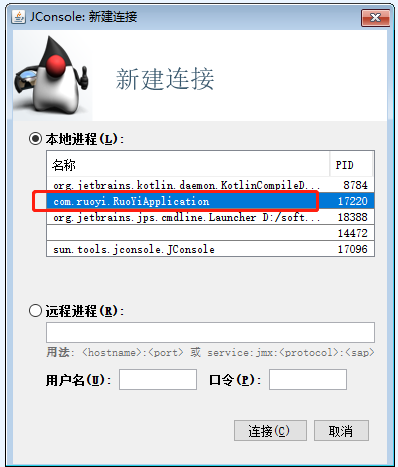 JConsole: 新建连接
新建连接
本地进程(L):
名称 PID
org.jetbrains.kotlin.daemon.KotlinCompileD... 8784
com.ruoyi.RuoYiApplication 17220
org.jetbrains.jps.cmdline.Launcher D:/soft... 18388
14472
sun.tools.jconsole.JConsole 17096
远程进程(R):
用法: <hostname>:<port> 或 service:jmx:<protocol>:<sap>
用户名(U): 口令(P):
连接(C) 取消